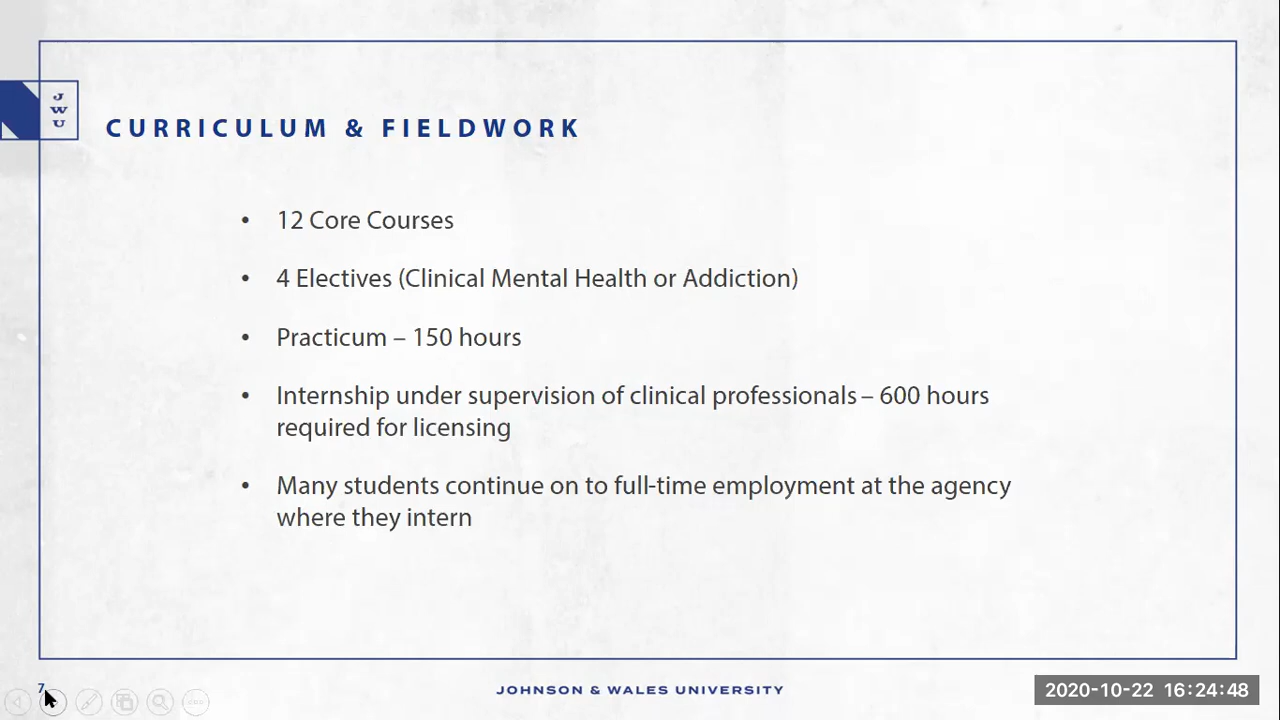 J
W
U
CURRICULUM & FIELDWORK
• 12 Core Courses
• 4 Electives (Clinical Mental Health or Addiction)
• Practicum – 150 hours
• Internship under supervision of clinical professionals – 600 hours
required for licensing
• Many students continue on to full-time employment at the agency
where they intern
7
JOHNSON & WALES UNIVERSITY
2020-10-22 16:24:48